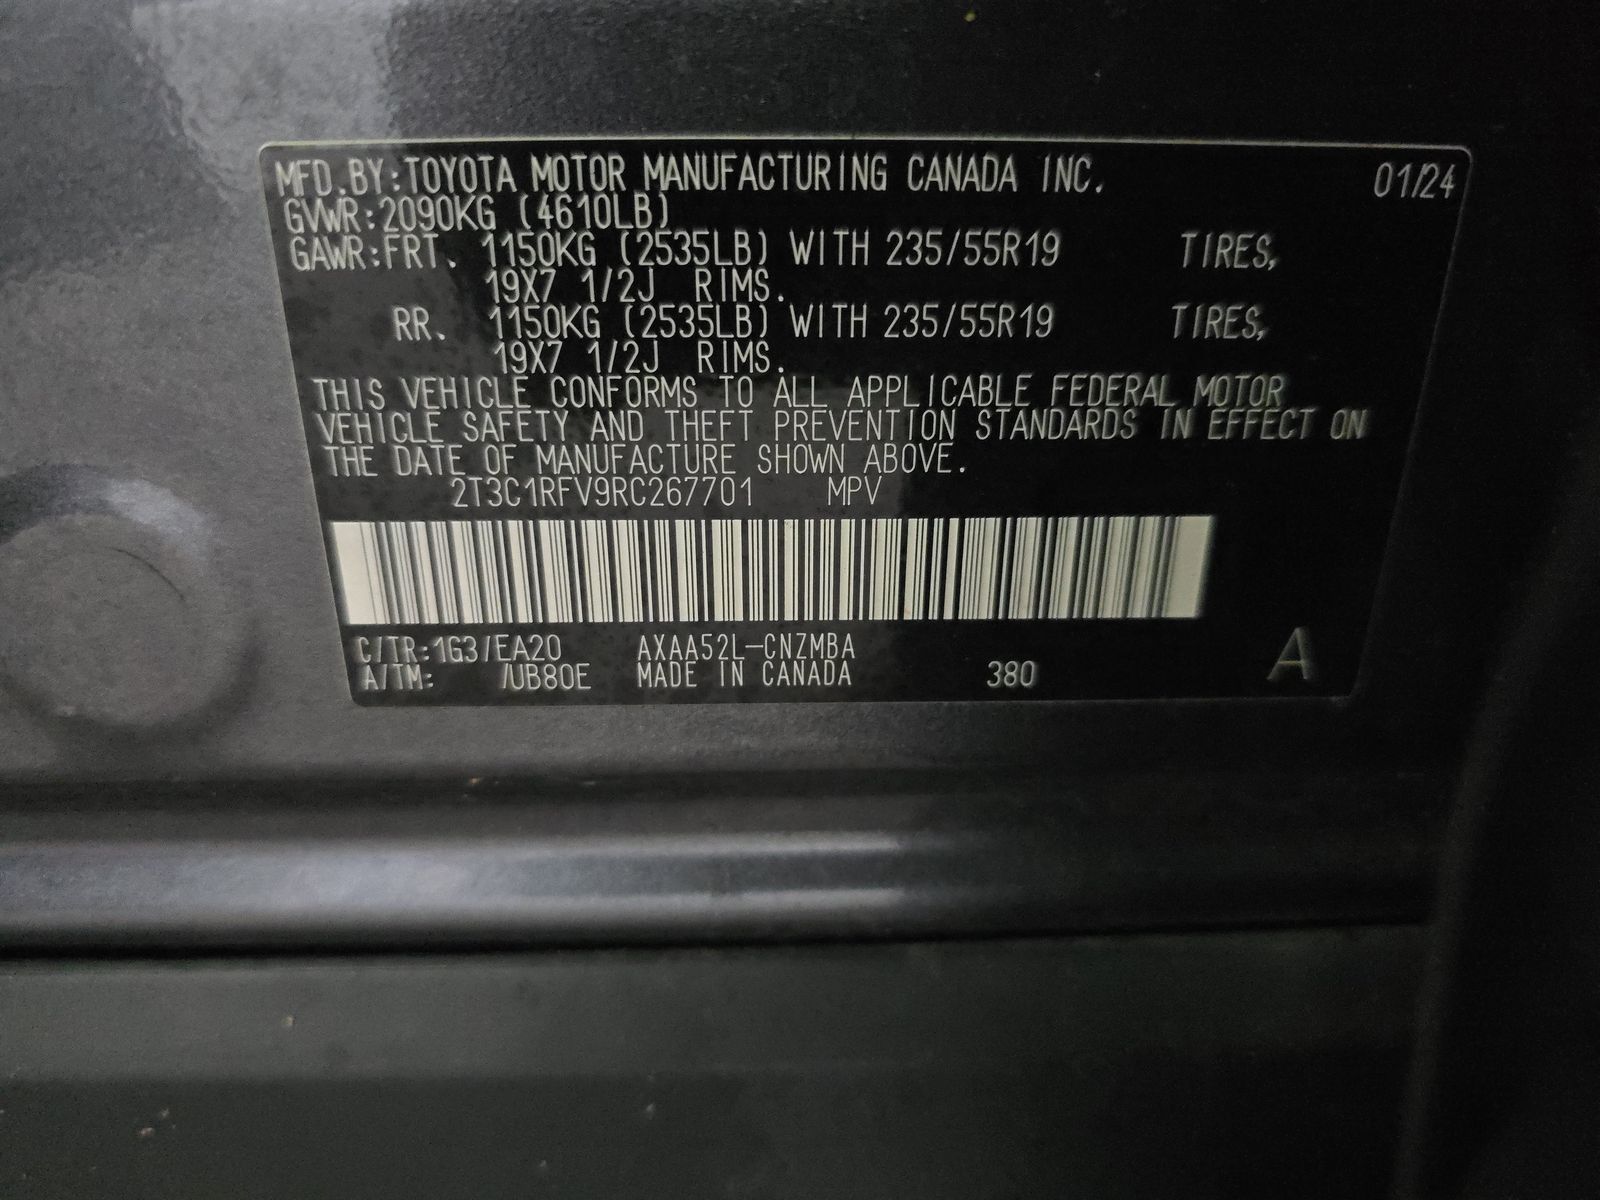 MFD.BY:TOYOTA MOTOR MANUFACTURING CANADA INC. 01/24
GVWR:2090KG (4610LB)
GAWR:FRT. 1150KG (2535LB) WITH 235/55R19 TIRES,
19X7 1/2J RIMS.
RR. 1150KG (2535LB) WITH 235/55R19 TIRES,
19X7 1/2J RIMS.
THIS VEHICLE CONFORMS TO ALL APPLICABLE FEDERAL MOTOR
VEHICLE SAFETY AND THEFT PREVENTION STANDARDS IN EFFECT ON
THE DATE OF MANUFACTURE SHOWN ABOVE.
2T3C1RFV9RC267701 MPV
C/TR:1G3/EA20 AXAA52L-CNZMBA
A/TM: /UB80E MADE IN CANADA 380 A